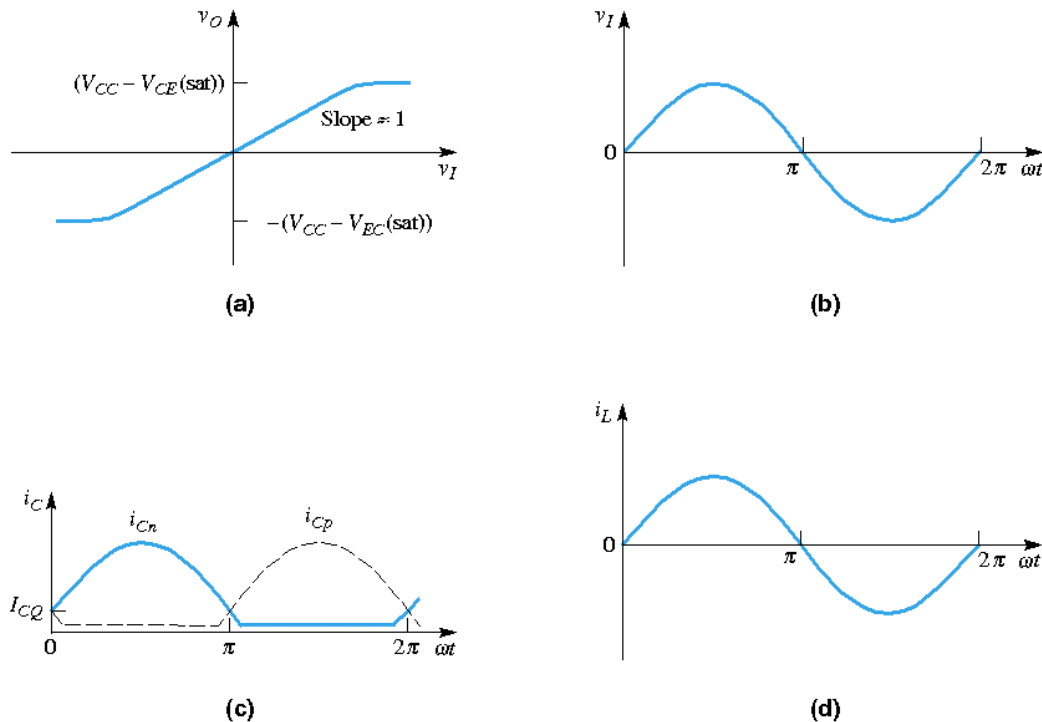 v_O
(V_CC – V_CE(sat))
Slope ≈ 1
v_I
–(V_CC – V_EC(sat))
(a)
v_I
0
π
2π
ωt
(b)
i_C
i_Cn
i_Cp
I_CQ
0
π
2π
ωt
(c)
i_L
0
π
2π
ωt
(d)